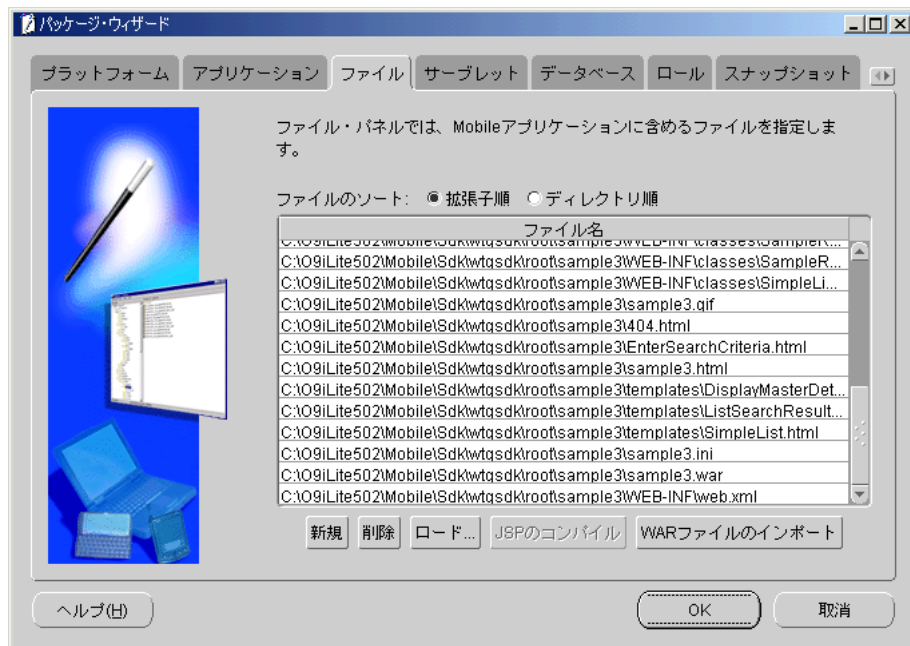 パッケージ・ウィザード
プラットフォーム アプリケーション ファイル サーブレット データベース ロール スナップショット
ファイル・パネルでは、Mobileアプリケーションに含めるファイルを指定しま
す。
ファイルのソート: 拡張子順 ディレクトリ順
ファイル名
C:\O9iLite502\Mobile\Sdk\wtgsdk\root\sample3\WEB-INF\classes\SampleR...
C:\O9iLite502\Mobile\Sdk\wtgsdk\root\sample3\WEB-INF\classes\SampleR...
C:\O9iLite502\Mobile\Sdk\wtgsdk\root\sample3\WEB-INF\classes\SimpleLi...
C:\O9iLite502\Mobile\Sdk\wtgsdk\root\sample3\sample3.gif
C:\O9iLite502\Mobile\Sdk\wtgsdk\root\sample3\404.html
C:\O9iLite502\Mobile\Sdk\wtgsdk\root\sample3\EnterSearchCriteria.html
C:\O9iLite502\Mobile\Sdk\wtgsdk\root\sample3\sample3.html
C:\O9iLite502\Mobile\Sdk\wtgsdk\root\sample3\templates\DisplayMasterDet...
C:\O9iLite502\Mobile\Sdk\wtgsdk\root\sample3\templates\ListSearchResult...
C:\O9iLite502\Mobile\Sdk\wtgsdk\root\sample3\templates\SimpleList.html
C:\O9iLite502\Mobile\Sdk\wtgsdk\root\sample3\sample3.ini
C:\O9iLite502\Mobile\Sdk\wtgsdk\root\sample3\sample3.war
C:\O9iLite502\Mobile\Sdk\wtgsdk\root\sample3\WEB-INF\web.xml
新規 削除 ロード... JSPのコンパイル WARファイルのインポート
ヘルプ(H) OK 取消